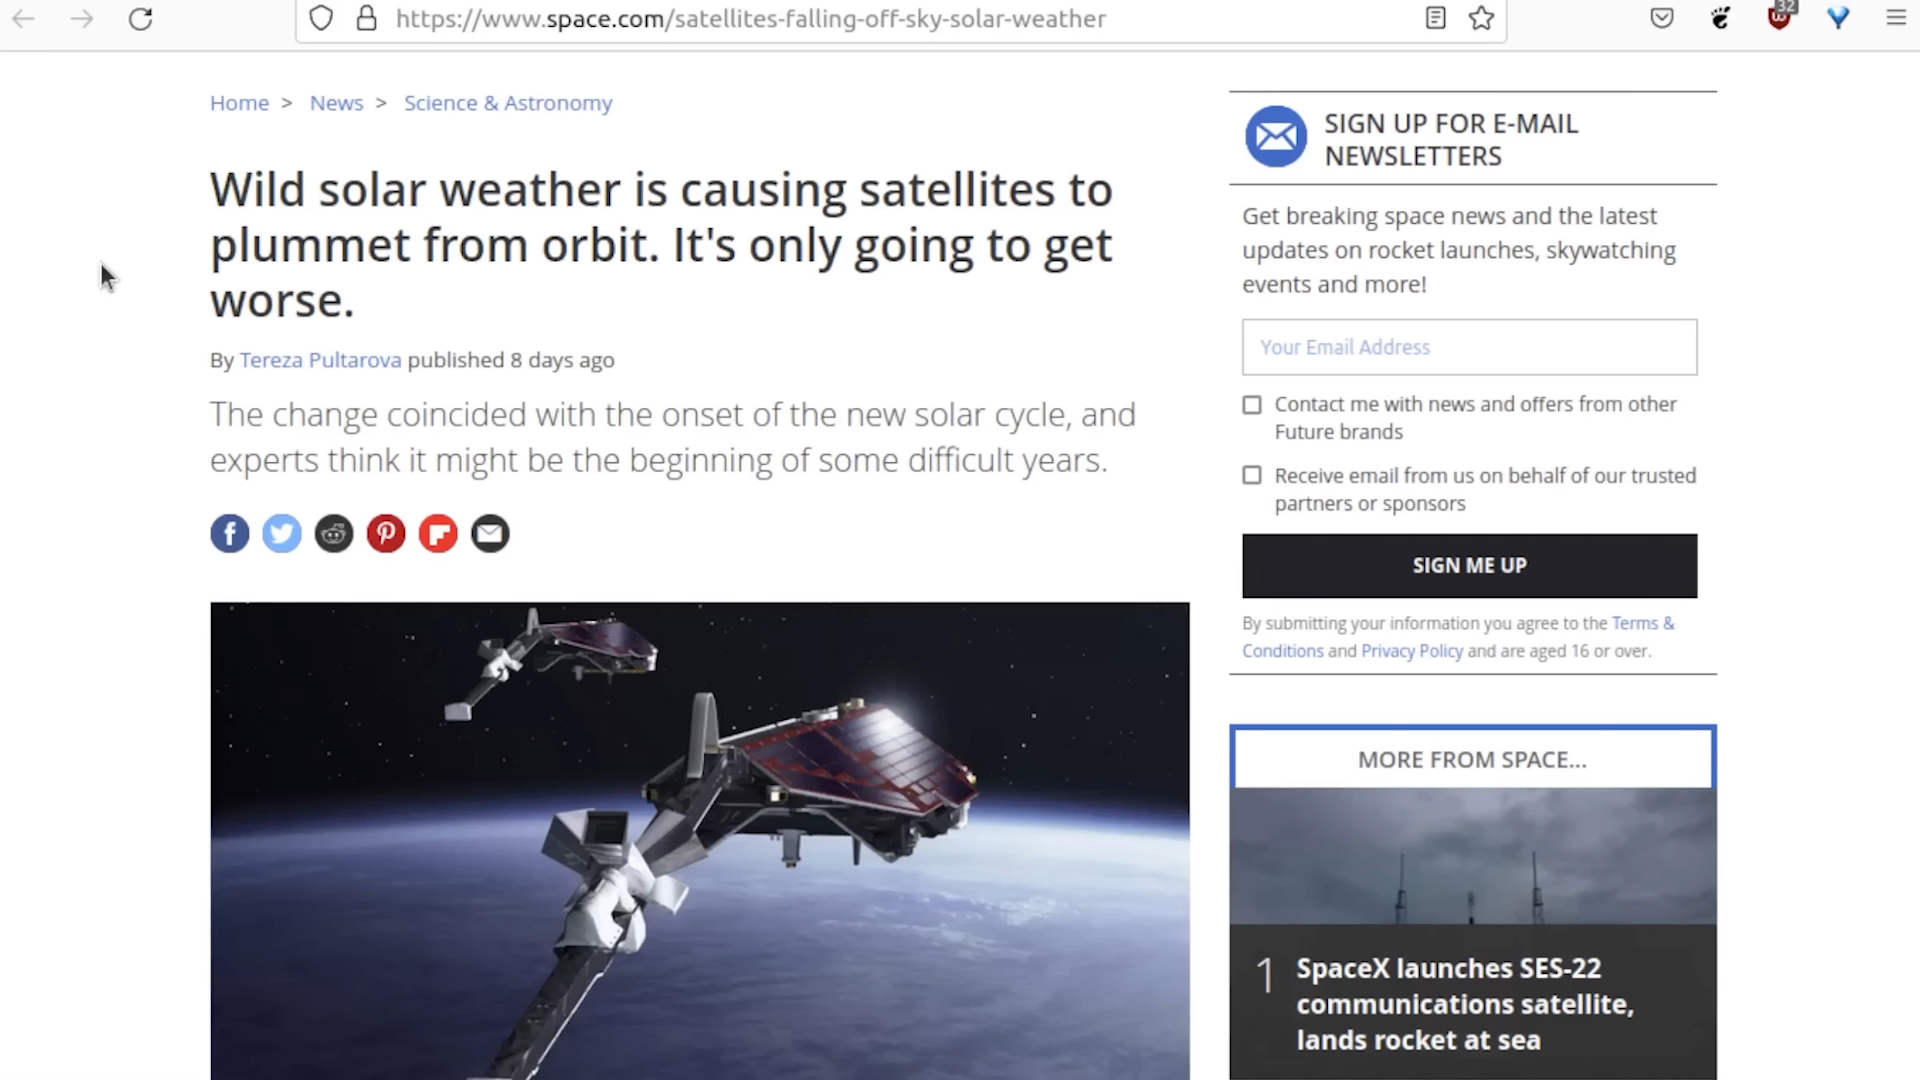 https://www.space.com/satellites-falling-off-sky-solar-weather
32
Home > News > Science & Astronomy
Wild solar weather is causing satellites to
plummet from orbit. It's only going to get
worse.
By Tereza Pultarova published 8 days ago
The change coincided with the onset of the new solar cycle, and
experts think it might be the beginning of some difficult years.
SIGN UP FOR E-MAIL
NEWSLETTERS
Get breaking space news and the latest
updates on rocket launches, skywatching
events and more!
Your Email Address
Contact me with news and offers from other
Future brands
Receive email from us on behalf of our trusted
partners or sponsors
SIGN ME UP
By submitting your information you agree to the Terms &
Conditions and Privacy Policy and are aged 16 or over.
MORE FROM SPACE...
1 SpaceX launches SES-22
communications satellite,
lands rocket at sea